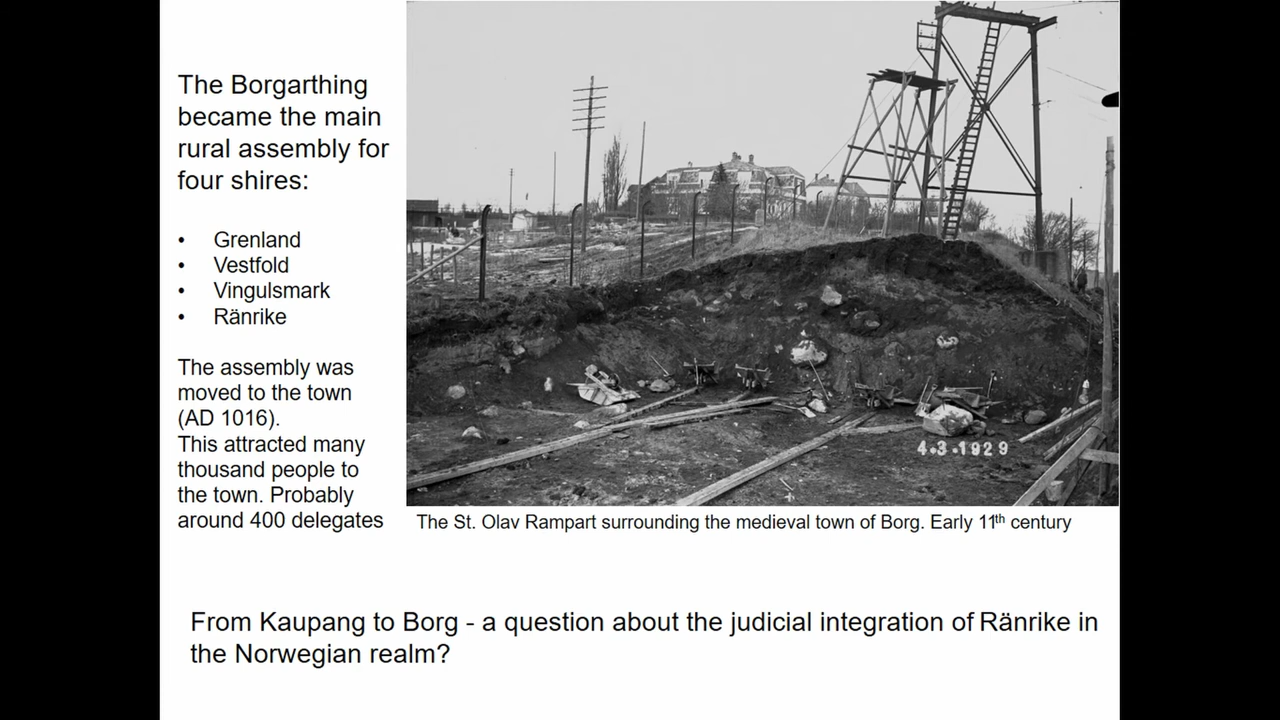 The Borgarthing
became the main
rural assembly for
four shires:
• Grenland
• Vestfold
• Vingulsmark
• Ränrike
The assembly was
moved to the town
(AD 1016).
This attracted many
thousand people to
the town. Probably
around 400 delegates
4.3.1929
The St. Olav Rampart surrounding the medieval town of Borg. Early 11th century
From Kaupang to Borg - a question about the judicial integration of Ränrike in
the Norwegian realm?